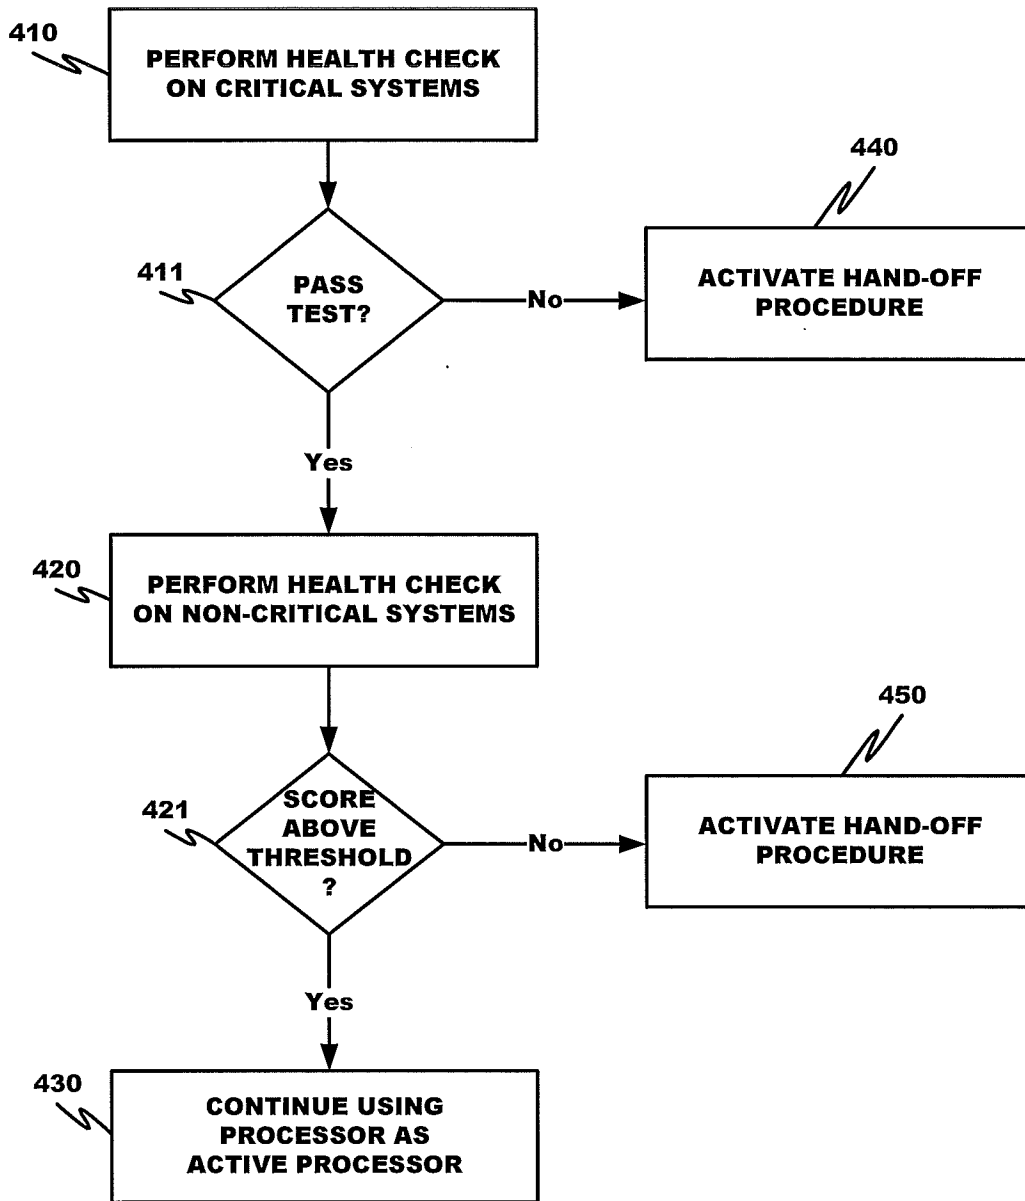 410
PERFORM HEALTH CHECK
ON CRITICAL SYSTEMS
440
411
PASS
TEST?
No
ACTIVATE HAND-OFF
PROCEDURE
Yes
420
PERFORM HEALTH CHECK
ON NON-CRITICAL SYSTEMS
450
421
SCORE
ABOVE
THRESHOLD
?
No
ACTIVATE HAND-OFF
PROCEDURE
Yes
430
CONTINUE USING
PROCESSOR AS
ACTIVE PROCESSOR